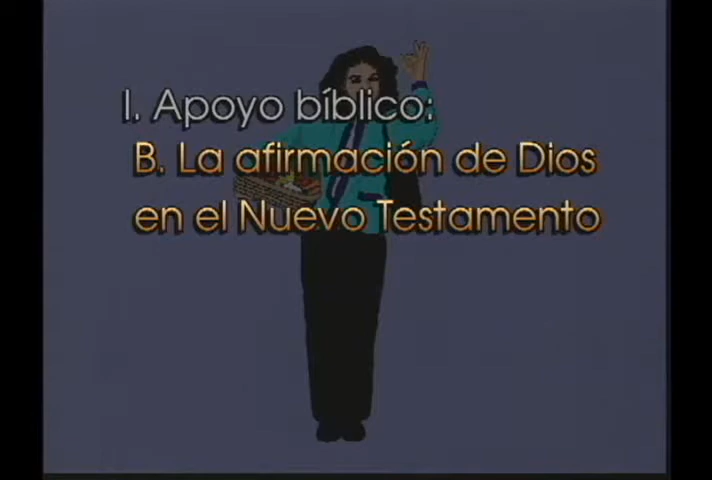 I. Apoyo bíblico:
B. La afirmación de Dios
en el Nuevo Testamento